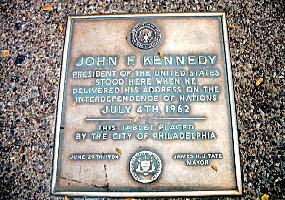 JOHN F. KENNEDY
PRESIDENT OF THE UNITED STATES
STOOD HERE WHEN HE
DELIVERED HIS ADDRESS ON THE
INTERDEPENDENCE OF NATIONS
JULY 4TH, 1962
THIS TABLET PLACED
BY THE CITY OF PHILADELPHIA
JUNE 29TH, 1964 JAMES H. J. TATE
MAYOR